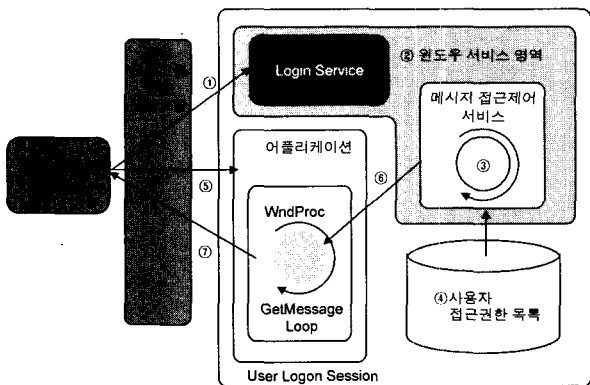 ①
Login Service
② 윈도우 서비스 영역
메시지 접근제어
서비스
③
어플리케이션
⑤
⑥
WndProc
⑦
GetMessage
Loop
④사용자
접근권한 목록
User Logon Session